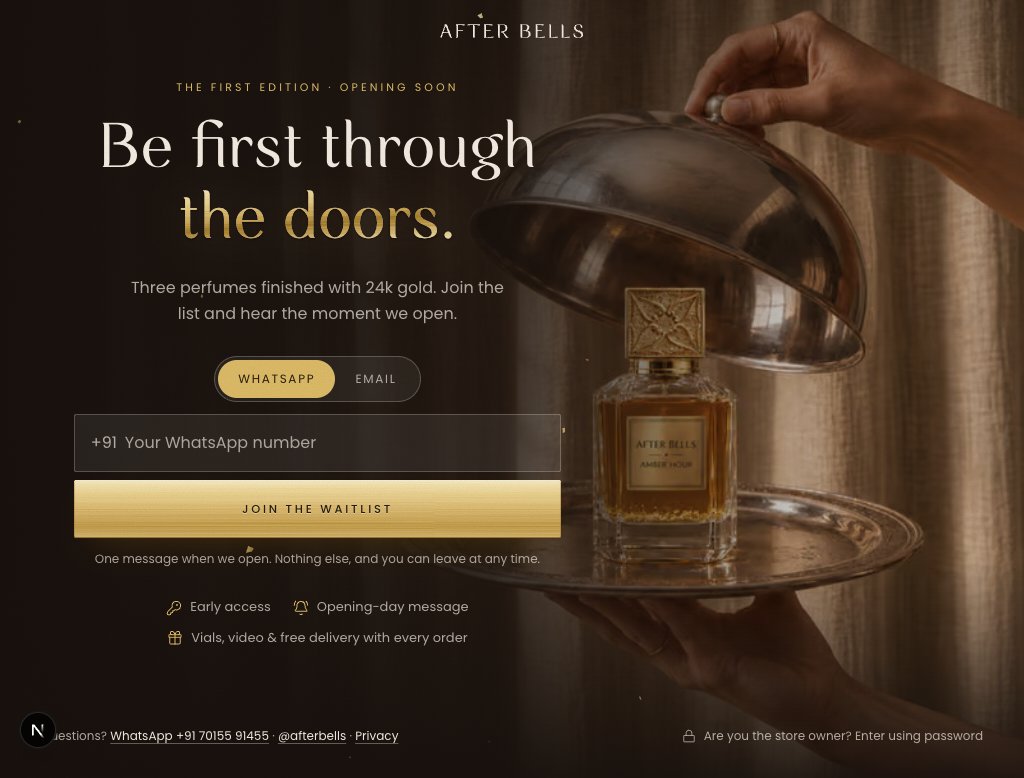 AFTER BELLS
THE FIRST EDITION · OPENING SOON
Be first through
the doors.
Three perfumes finished with 24k gold. Join the
list and hear the moment we open.
WHATSAPP EMAIL
+91 Your WhatsApp number
JOIN THE WAITLIST
One message when we open. Nothing else, and you can leave at any time.
Early access Opening-day message
Vials, video & free delivery with every order
AFTER BELLS
AMBER HOUR
N
WhatsApp +91 70155 91455 · @afterbells · Privacy
Are you the store owner? Enter using password